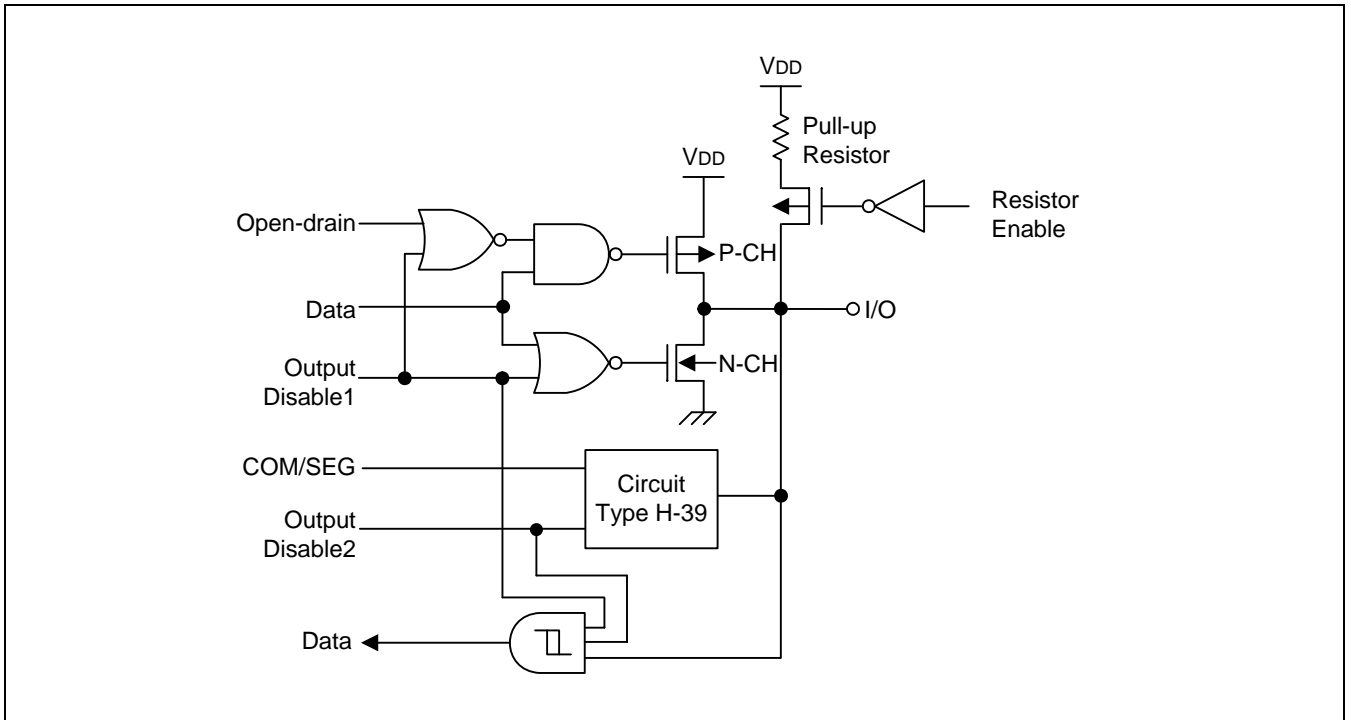 VDD
Pull-up
Resistor
VDD
Resistor
Enable
Open-drain
P-CH
Data
I/O
Output
Disable1
N-CH
COM/SEG
Circuit
Type H-39
Output
Disable2
Data